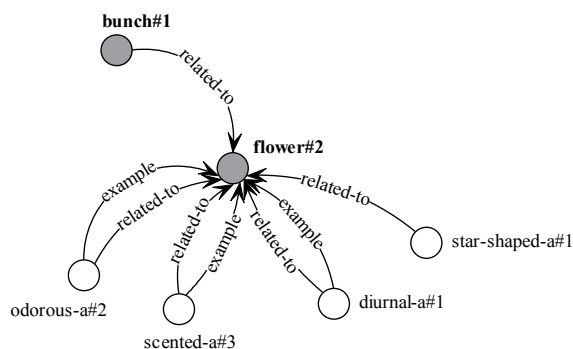 bunch#1
related-to
flower#2
example
related-to
related-to
example
related-to
example
related-to
star-shaped-a#1
odorous-a#2
scented-a#3
diurnal-a#1